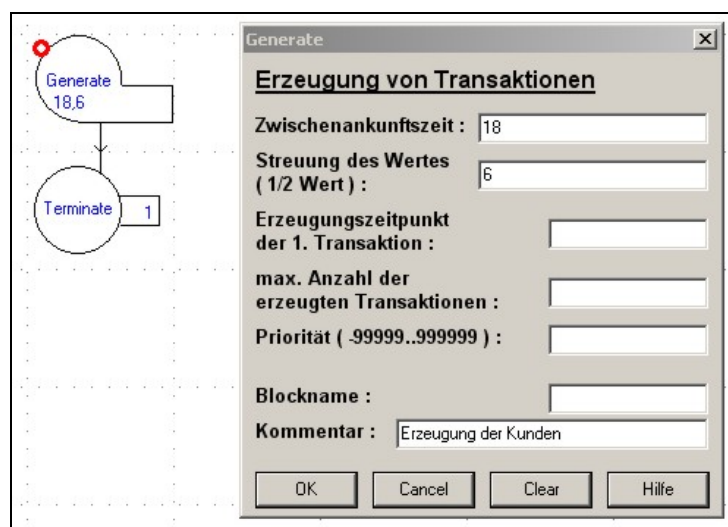 Generate
18,6
Terminate
1
Generate
Erzeugung von Transaktionen
Zwischenankunftszeit :
18
Streuung des Wertes
( 1/2 Wert ) :
6
Erzeugungszeitpunkt
der 1. Transaktion :
max. Anzahl der
erzeugten Transaktionen :
Priorität ( -99999..999999 ) :
Blockname :
Kommentar :
Erzeugung der Kunden
OK
Cancel
Clear
Hilfe